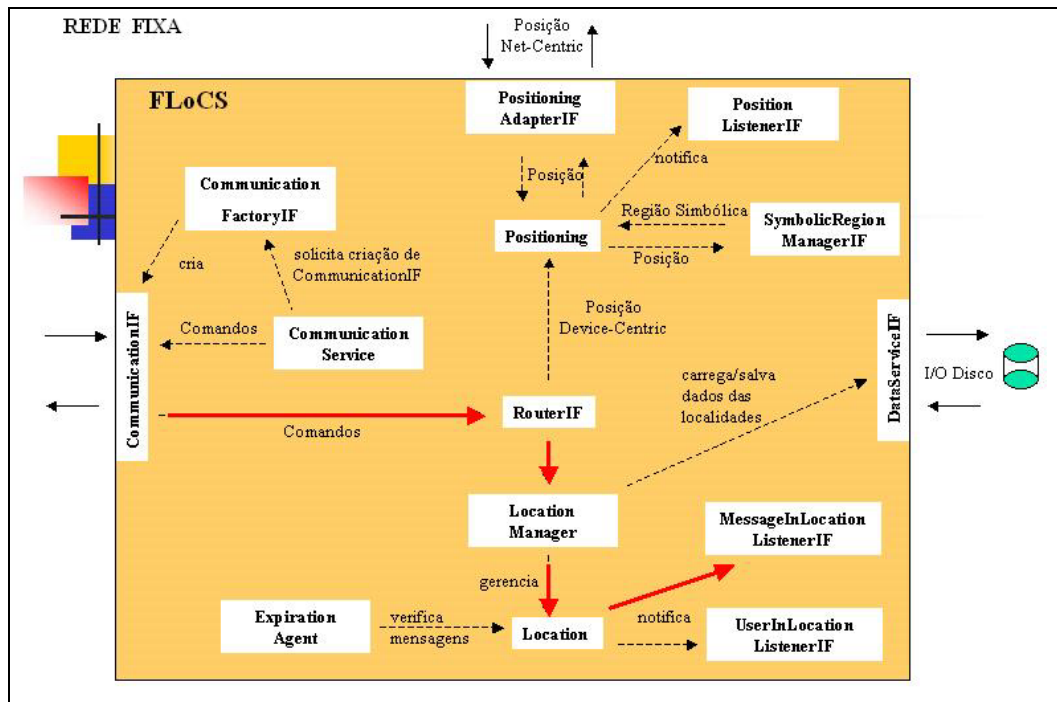 REDE FIXA
Posição
Net-Centric
FLoCS
Positioning
AdapterIF
Position
ListenerIF
notifica
Posição
Communication
FactoryIF
Região Simbólica
SymbolicRegion
ManagerIF
Positioning
Posição
cria
solicita criação de
CommunicationIF
Posição
Device-Centric
CommunicationIF
Comandos
Communication
Service
DataServiceIF
I/O Disco
carrega/salva
dados das
localidades
RouterIF
Comandos
Location
Manager
MessageInLocation
ListenerIF
gerencia
Expiration
Agent
verifica
mensagens
Location
notifica
UserInLocation
ListenerIF